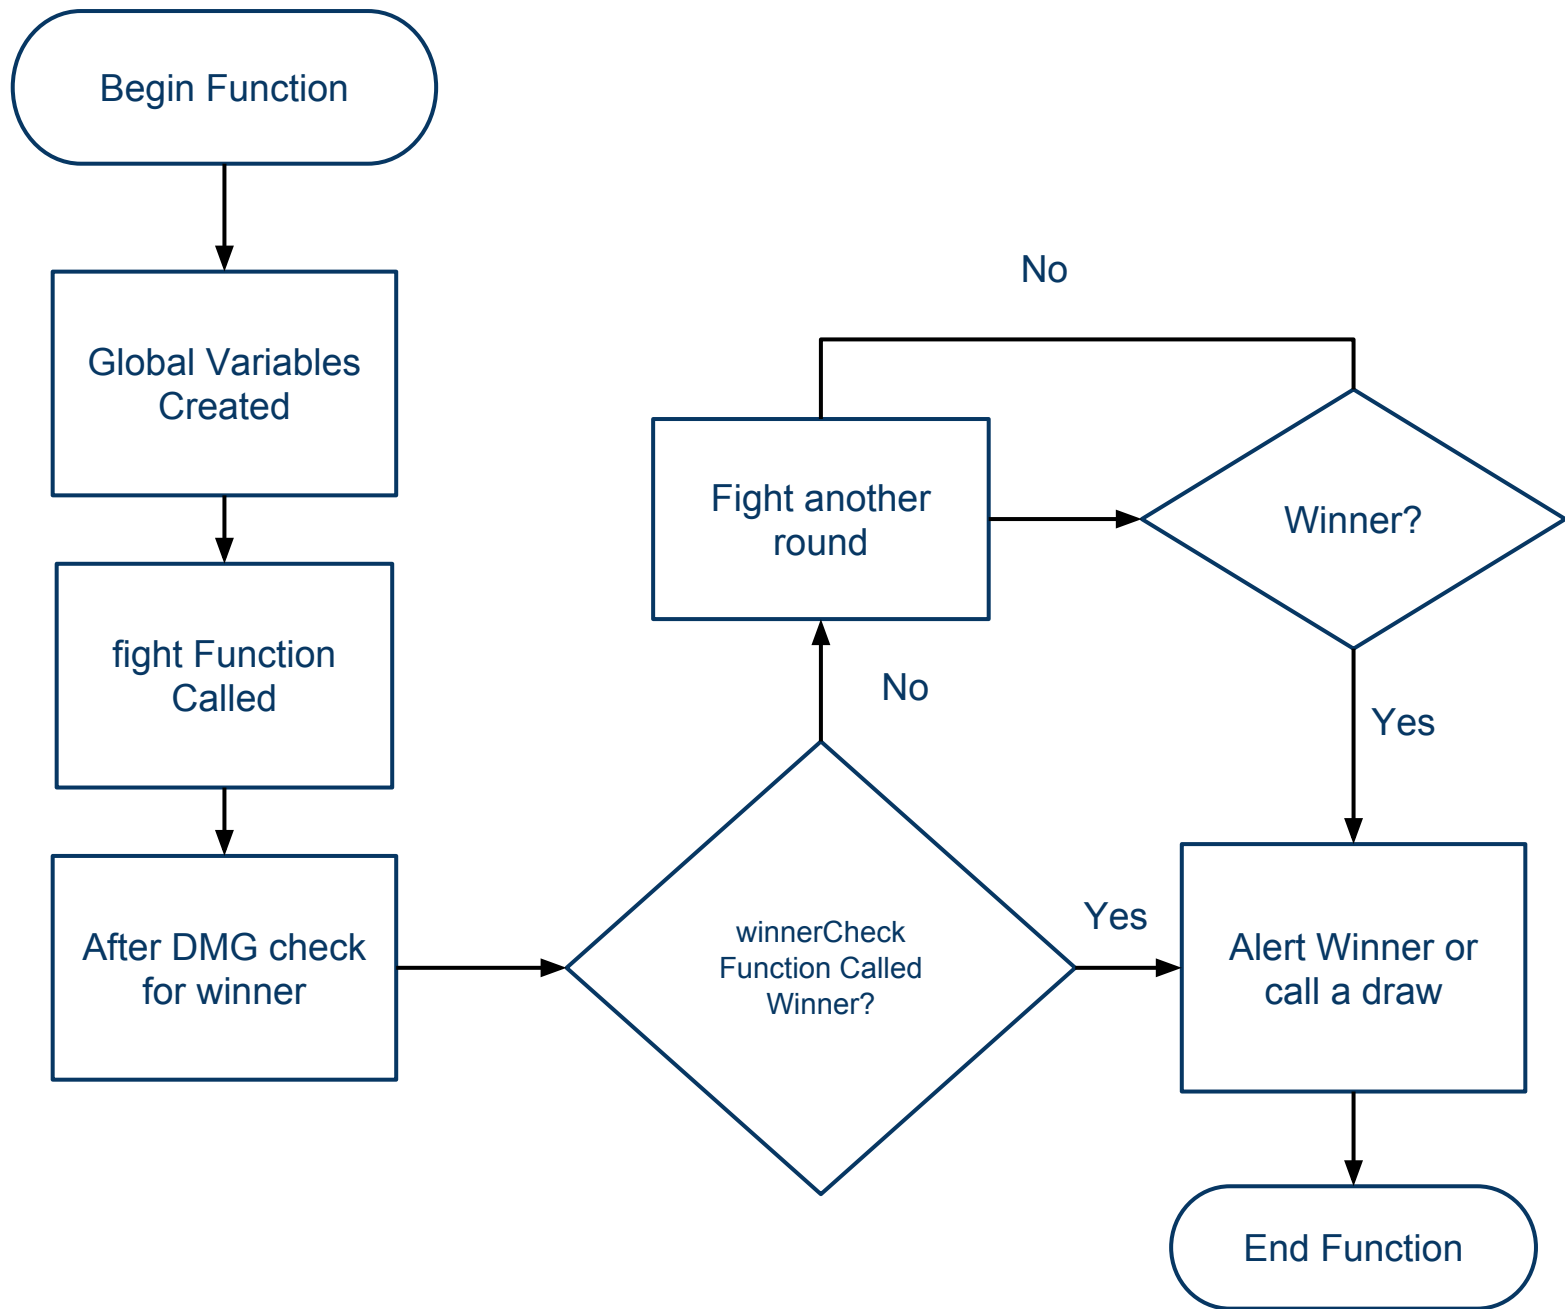 Begin Function
Global Variables
Created
fight Function
Called
After DMG check
for winner
winnerCheck
Function Called
Winner?
No
Fight another
round
No
Winner?
Yes
Yes
Alert Winner or
call a draw
End Function